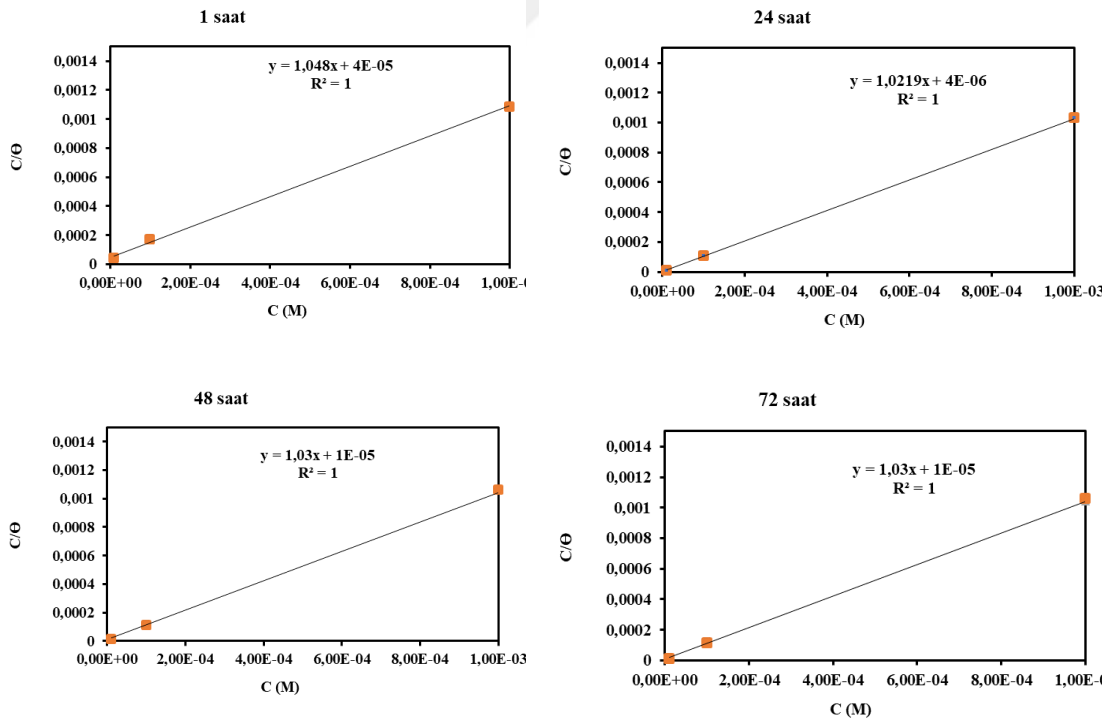 1 saat
y = 1,048x + 4E-05
R² = 1
C/Ɵ
0,0014
0,0012
0,001
0,0008
0,0006
0,0004
0,0002
0
0,00E+00 2,00E-04 4,00E-04 6,00E-04 8,00E-04 1,00E-
C (M)
24 saat
y = 1,0219x + 4E-06
R² = 1
C/Ɵ
0,0014
0,0012
0,001
0,0008
0,0006
0,0004
0,0002
0
0,00E+00 2,00E-04 4,00E-04 6,00E-04 8,00E-04 1,00E-03
C (M)
48 saat
y = 1,03x + 1E-05
R² = 1
C/Ɵ
0,0014
0,0012
0,001
0,0008
0,0006
0,0004
0,0002
0
0,00E+00 2,00E-04 4,00E-04 6,00E-04 8,00E-04 1,00E-03
C (M)
72 saat
y = 1,03x + 1E-05
R² = 1
C/Ɵ
0,0014
0,0012
0,001
0,0008
0,0006
0,0004
0,0002
0
0,00E+00 2,00E-04 4,00E-04 6,00E-04 8,00E-04 1,00E-
C (M)